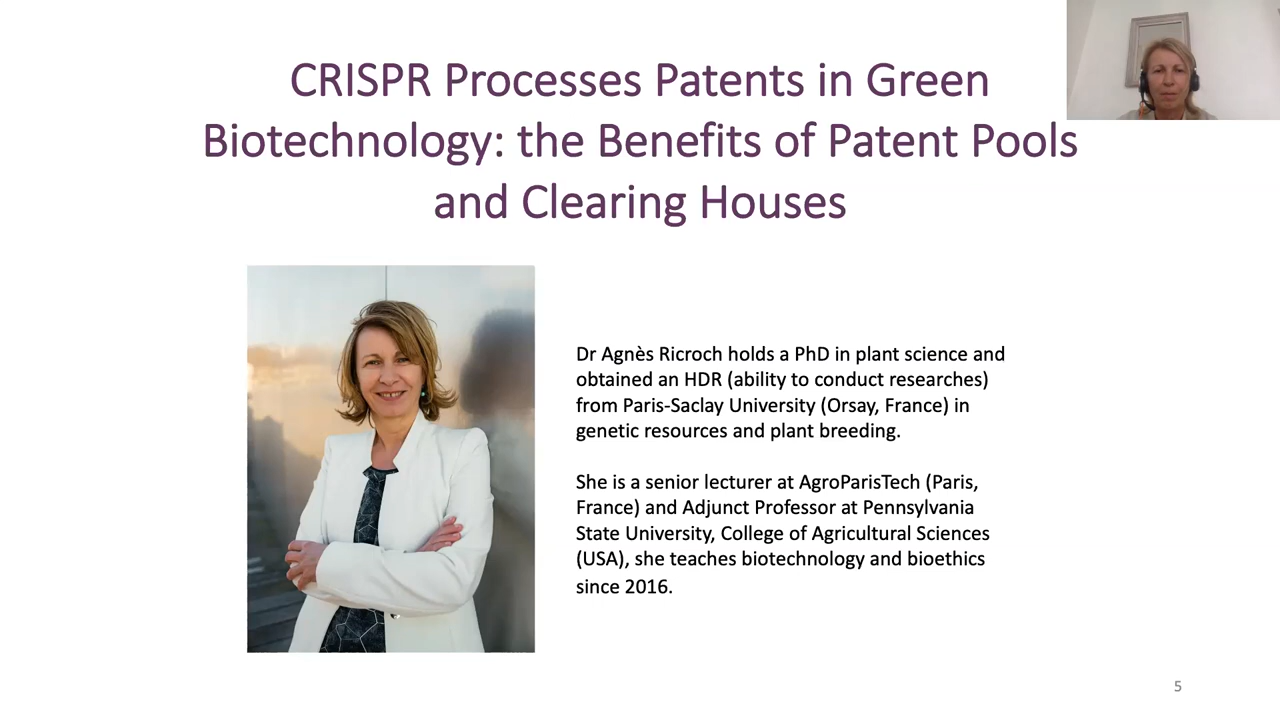 CRISPR Processes Patents in Green
Biotechnology: the Benefits of Patent Pools
and Clearing Houses
Dr Agnès Ricroch holds a PhD in plant science and
obtained an HDR (ability to conduct researches)
from Paris-Saclay University (Orsay, France) in
genetic resources and plant breeding.
She is a senior lecturer at AgroParisTech (Paris,
France) and Adjunct Professor at Pennsylvania
State University, College of Agricultural Sciences
(USA), she teaches biotechnology and bioethics
since 2016.
5